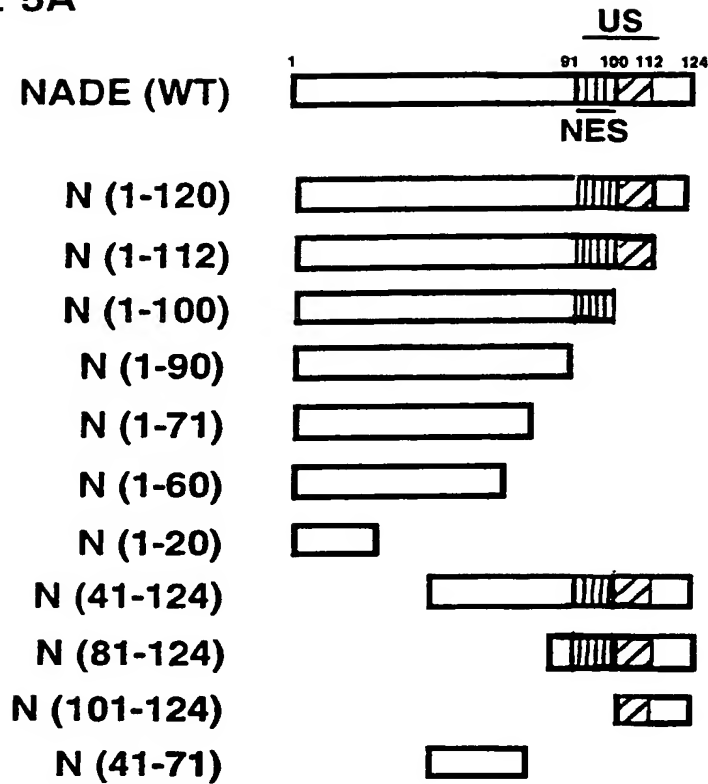 5A
US
1 91 100 112 124
NADE (WT)
NES
N (1-120)
N (1-112)
N (1-100)
N (1-90)
N (1-71)
N (1-60)
N (1-20)
N (41-124)
N (81-124)
N (101-124)
N (41-71)